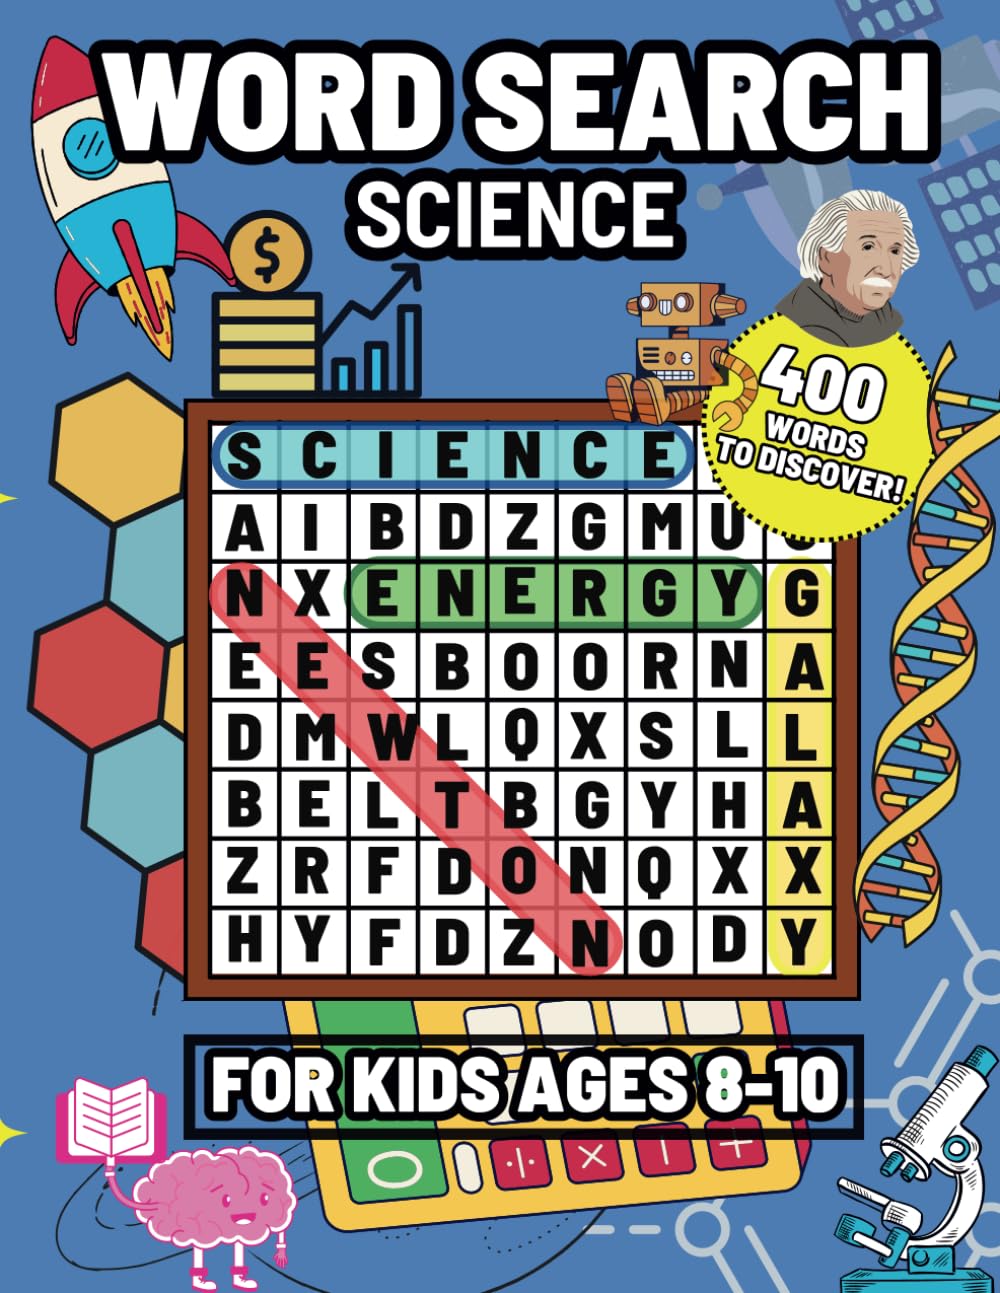 WORD SEARCH
SCIENCE
$
400
WORDS
TO DISCOVER!
S C I E N C E
A I B D Z G M U
N X E N E R G Y G
E E S B O O R N A
D M W L Q X S L L
B E L T B G Y H A
Z R F D O N Q X X
H Y F D Z N O D Y
FOR KIDS AGES 8-10
÷ × − +